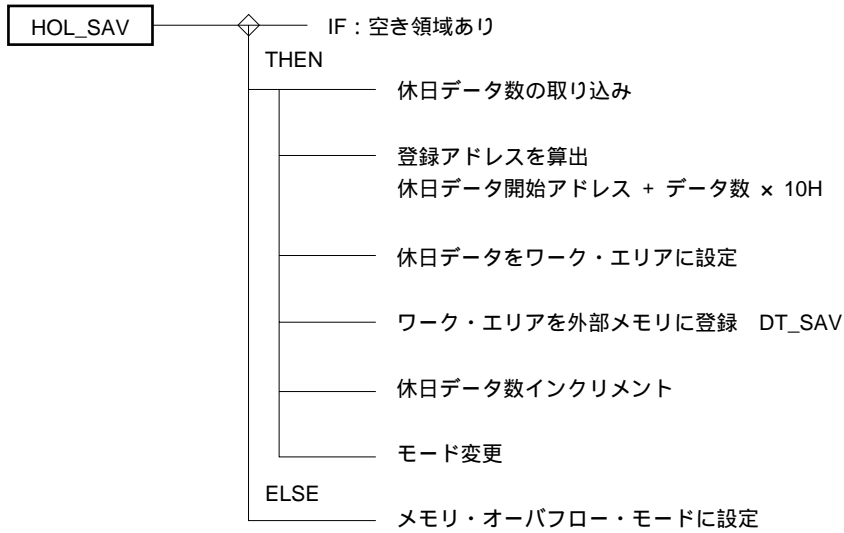 HOL_SAV
IF：空き領域あり
THEN
休日データ数の取り込み
登録アドレスを算出
休日データ開始アドレス + データ数 × 10H
休日データをワーク・エリアに設定
ワーク・エリアを外部メモリに登録　DT_SAV
休日データ数インクリメント
モード変更
ELSE
メモリ・オーバフロー・モードに設定